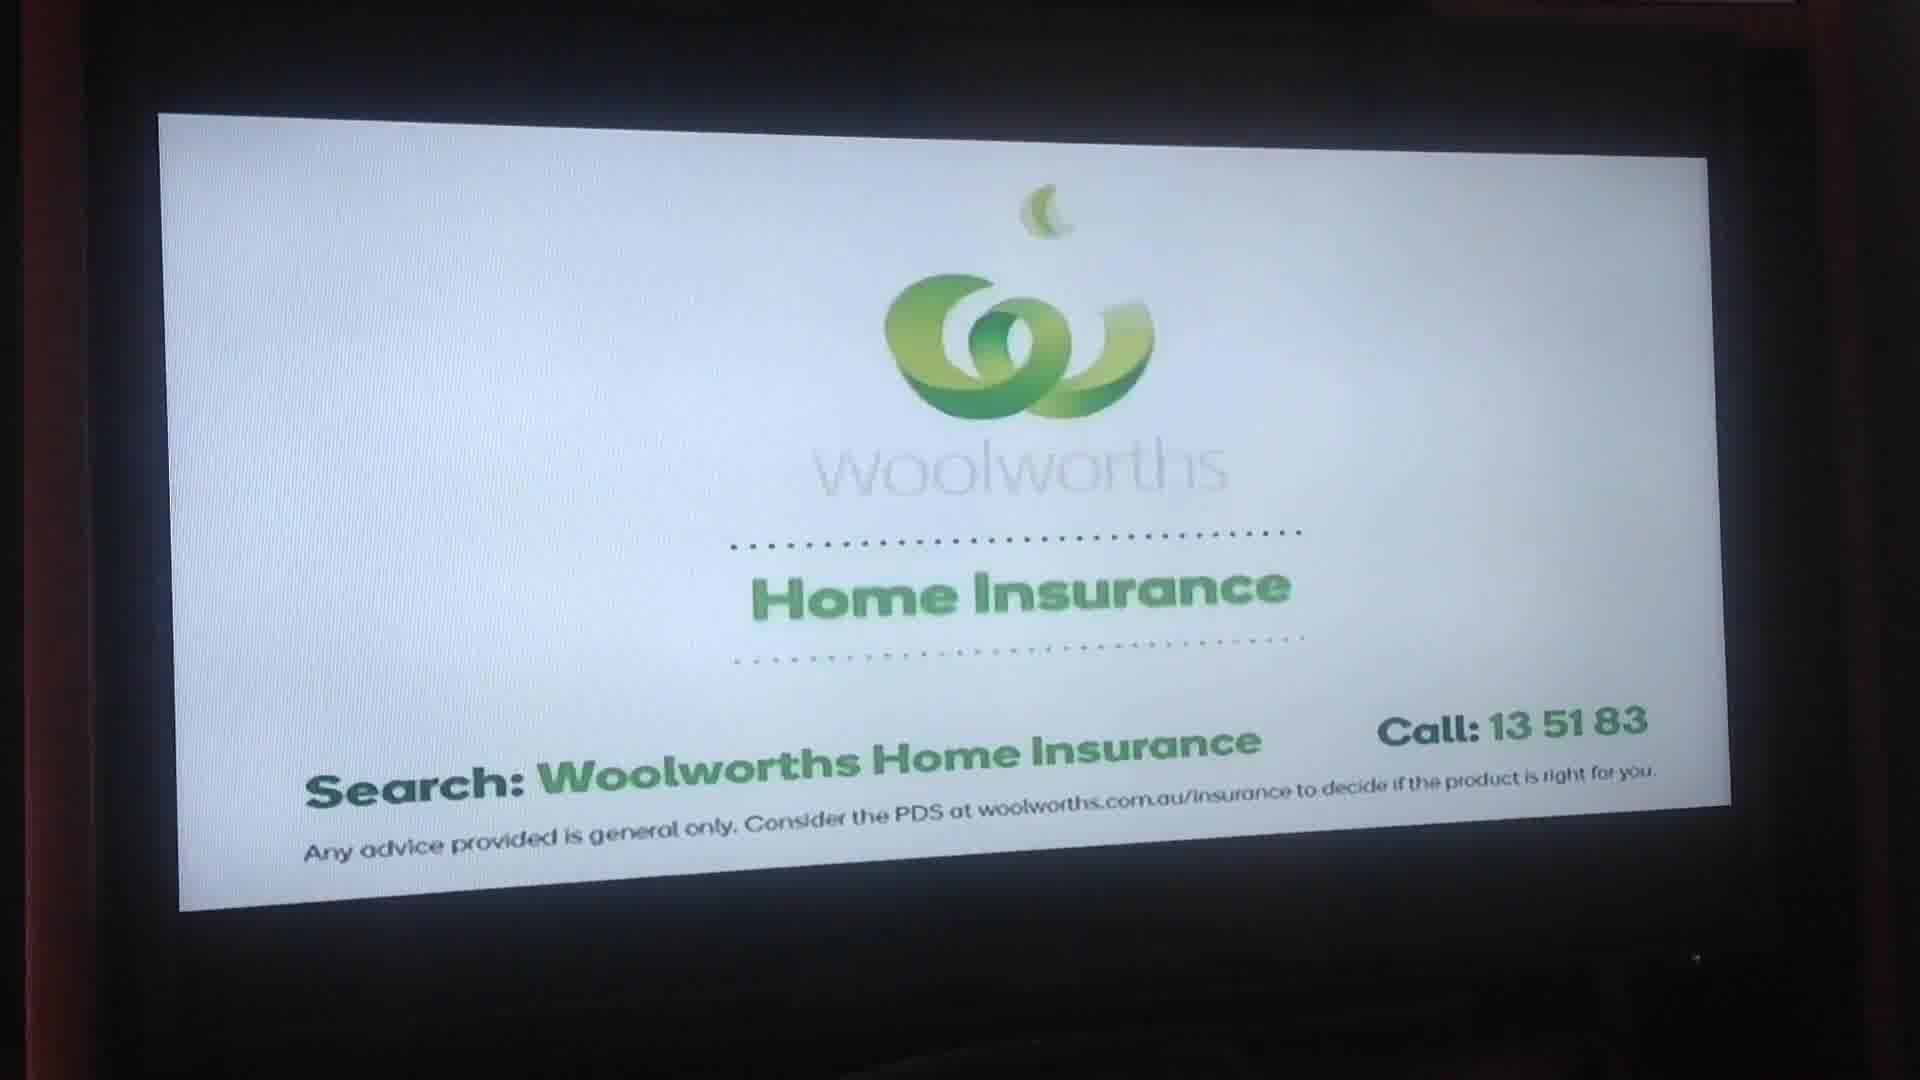 woolworths
Home Insurance
Search: Woolworths Home Insurance
Call: 13 51 83
Any advice provided is general only. Consider the PDS at woolworths.com.au/insurance to decide if the product is right for you.